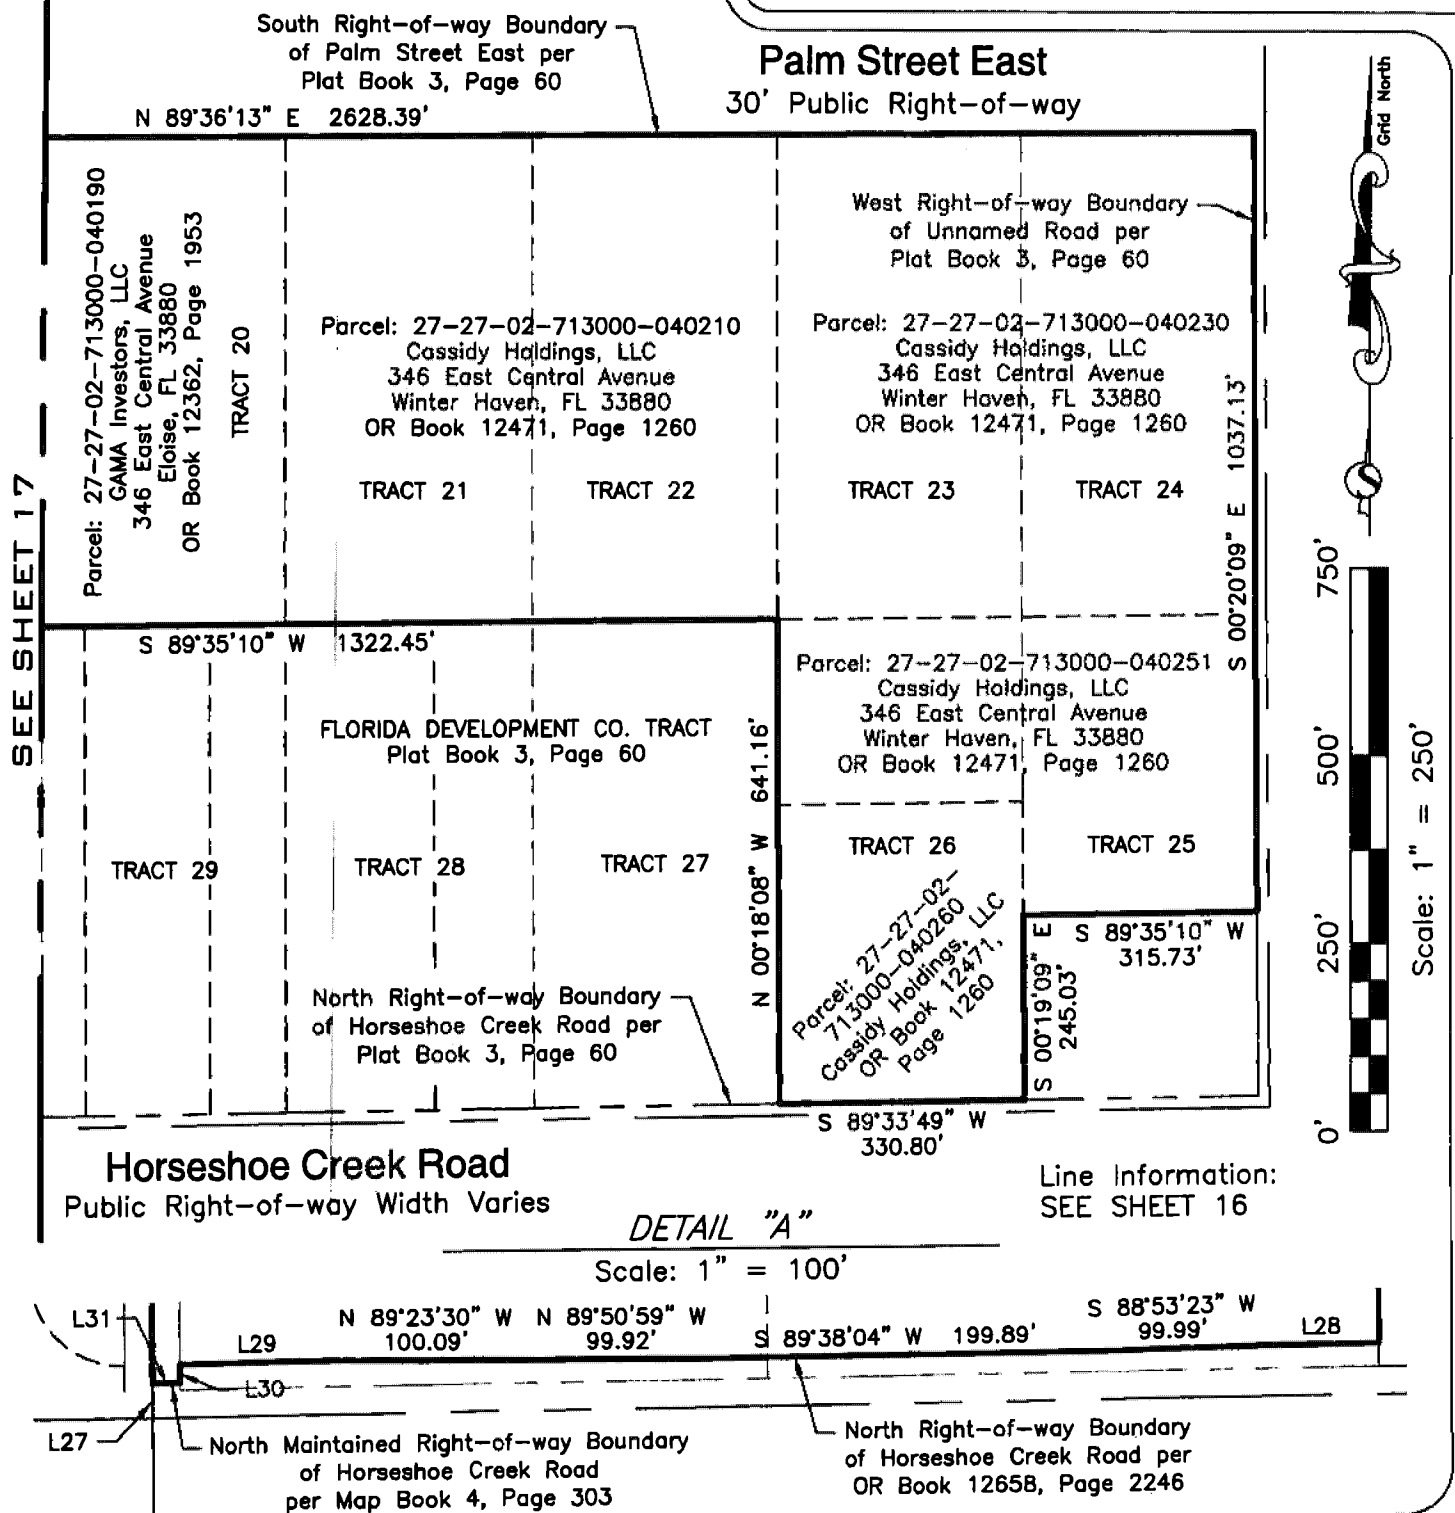 South Right-of-way Boundary
of Palm Street East per
Plat Book 3, Page 60
Palm Street East
30' Public Right-of-way
N 89°36'13" E 2628.39'
Grid North
West Right-of-way Boundary
of Unnamed Road per
Plat Book 3, Page 60
Parcel: 27-27-02-713000-040190
GAMA Investors, LLC
346 East Central Avenue
Eloise, FL 33880
OR Book 12362, Page 1953
TRACT 20
Parcel: 27-27-02-713000-040210
Cassidy Holdings, LLC
346 East Central Avenue
Winter Haven, FL 33880
OR Book 12471, Page 1260
TRACT 21
TRACT 22
Parcel: 27-27-02-713000-040230
Cassidy Holdings, LLC
346 East Central Avenue
Winter Haven, FL 33880
OR Book 12471, Page 1260
TRACT 23
TRACT 24
S 00°20'09" E 1037.13'
S
SEE SHEET 17
S 89°35'10" W 1322.45'
FLORIDA DEVELOPMENT CO. TRACT
Plat Book 3, Page 60
N 00°18'08" W 641.16'
Parcel: 27-27-02-713000-040251
Cassidy Holdings, LLC
346 East Central Avenue
Winter Haven, FL 33880
OR Book 12471, Page 1260
TRACT 29
TRACT 28
TRACT 27
TRACT 26
TRACT 25
Parcel: 27-27-02-
713000-040260
Cassidy Holdings, LLC
OR Book 12471,
Page 1260
S 89°35'10" W
315.73'
S 00°19'09" E
245.03'
North Right-of-way Boundary
of Horseshoe Creek Road per
Plat Book 3, Page 60
S 89°33'49" W
330.80'
750'
500'
250'
0'
Scale: 1" = 250'
Horseshoe Creek Road
Public Right-of-way Width Varies
Line Information:
SEE SHEET 16
DETAIL "A"
Scale: 1" = 100'
L31
L29
N 89°23'30" W
100.09'
N 89°50'59" W
99.92'
S 89°38'04" W 199.89'
S 88°53'23" W
99.99'
L28
L30
L27
North Maintained Right-of-way Boundary
of Horseshoe Creek Road
per Map Book 4, Page 303
North Right-of-way Boundary
of Horseshoe Creek Road per
OR Book 12658, Page 2246